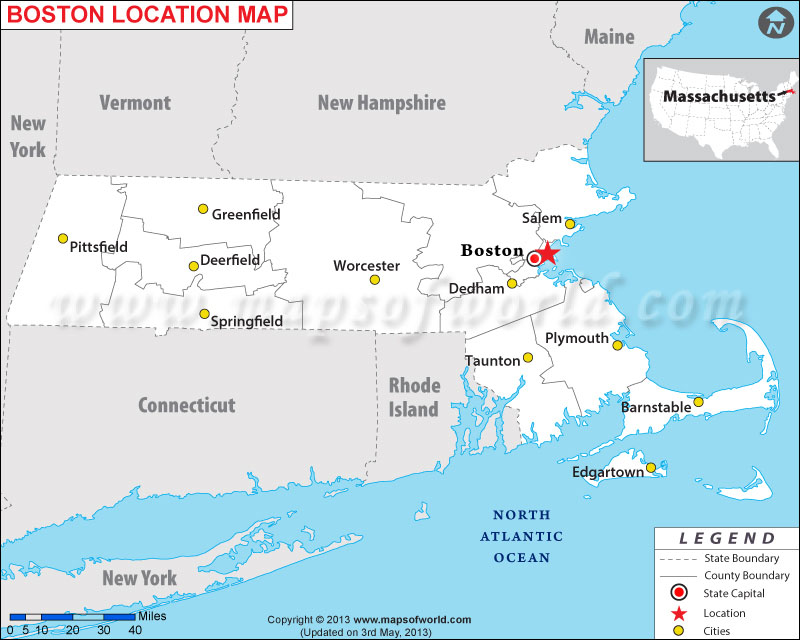 BOSTON LOCATION MAP
N
Maine
Vermont
New Hampshire
New
York
Massachusetts
Greenfield
Salem
Pittsfield
Boston
Deerfield
Worcester
Dedham
www.mapsofworld.com
Springfield
Plymouth
Taunton
Rhode
Island
Connecticut
Barnstable
Edgartown
NORTH
ATLANTIC
OCEAN
New York
LEGEND
State Boundary
County Boundary
State Capital
Location
Cities
Miles
0 5 10 20 30 40
Copyright © 2013 www.mapsofworld.com
(Updated on 3rd May, 2013)